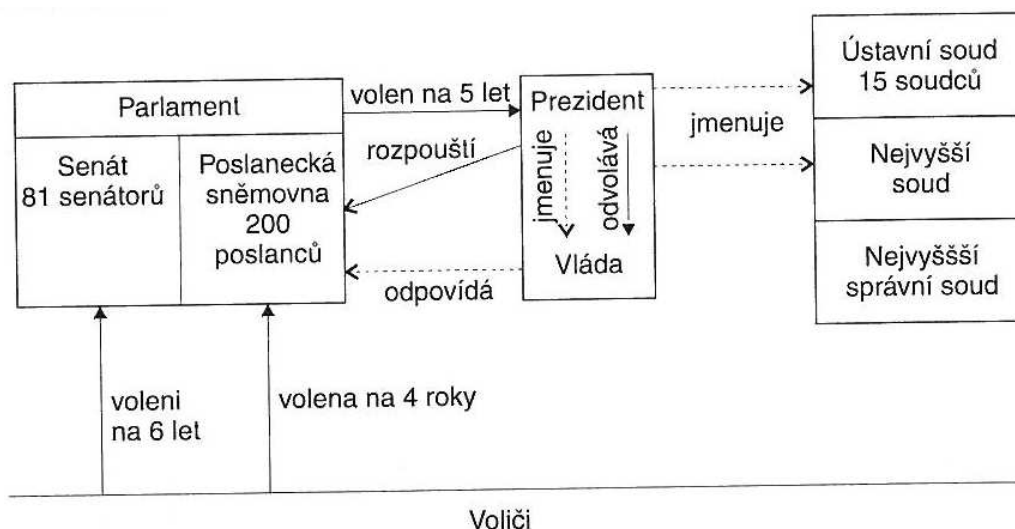 Parlament
Senát
81 senátorů
Poslanecká
sněmovna
200
poslanců
volen na 5 let
rozpouští
odpovídá
Prezident
jmenuje
odvolává
Vláda
jmenuje
Ústavní soud
15 soudců
Nejvyšší
soud
Nejvyššší
správní soud
voleni
na 6 let
volena na 4 roky
Voliči